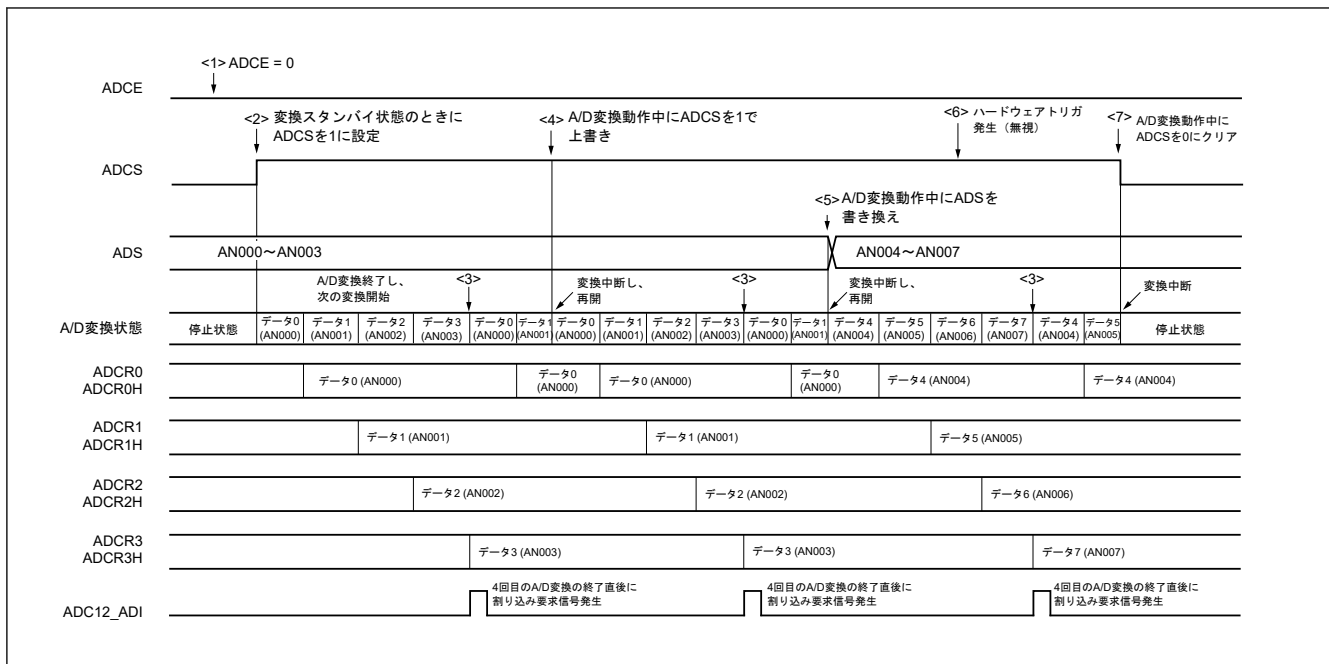 <1> ADCE = 0
ADCE
<2> 変換スタンバイ状態のときに
ADCSを1に設定
<4> A/D変換動作中にADCSを1で
上書き
<6> ハードウェアトリガ
発生（無視）
<7> A/D変換動作中に
ADCSを0にクリア
ADCS
<5> A/D変換動作中にADSを
書き換え
ADS
AN000～AN003
AN004～AN007
A/D変換終了し、
次の変換開始
<3>
変換中断し、
再開
<3>
変換中断し、
再開
<3>
変換中断
A/D変換状態
停止状態
データ0
(AN000)
データ1
(AN001)
データ2
(AN002)
データ3
(AN003)
データ0
(AN000)
データ1
(AN001)
データ0
(AN000)
データ1
(AN001)
データ2
(AN002)
データ3
(AN003)
データ0
(AN000)
データ1
(AN001)
データ4
(AN004)
データ5
(AN005)
データ6
(AN006)
データ7
(AN007)
データ4
(AN004)
データ5
(AN005)
停止状態
ADCR0
ADCR0H
データ0 (AN000)
データ0
(AN000)
データ0 (AN000)
データ0
(AN000)
データ4 (AN004)
データ4 (AN004)
ADCR1
ADCR1H
データ1 (AN001)
データ1 (AN001)
データ5 (AN005)
ADCR2
ADCR2H
データ2 (AN002)
データ2 (AN002)
データ6 (AN006)
ADCR3
ADCR3H
データ3 (AN003)
データ3 (AN003)
データ7 (AN007)
ADC12_ADI
4回目のA/D変換の終了直後に
割り込み要求信号発生
4回目のA/D変換の終了直後に
割り込み要求信号発生
4回目のA/D変換の終了直後に
割り込み要求信号発生